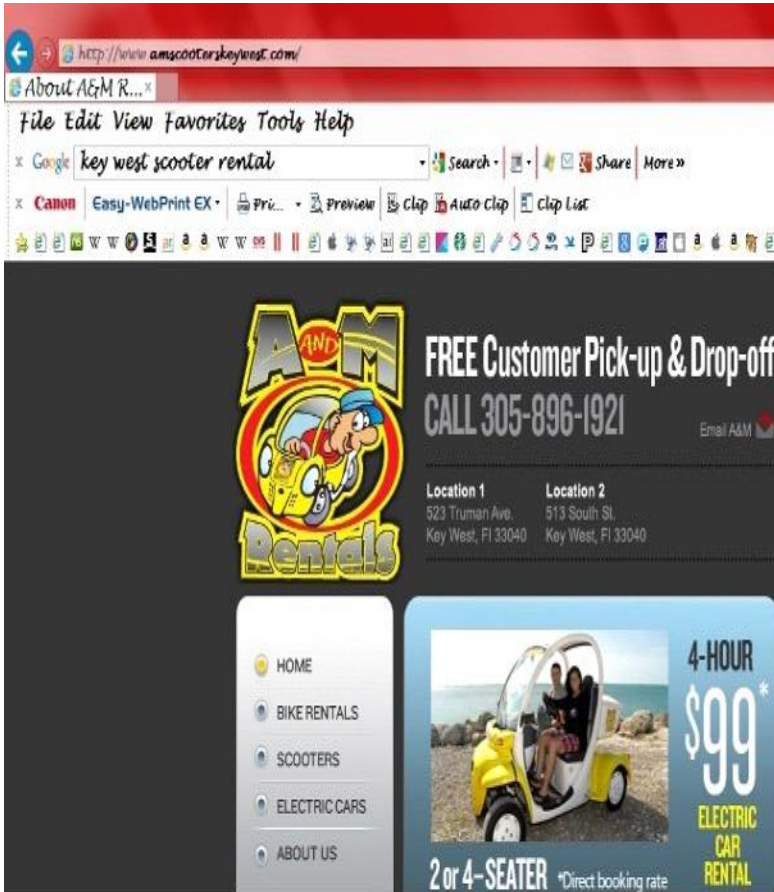 http://www.amscooterskeywest.com/
About A&M R...
File Edit View Favorites Tools Help
x Google key west scooter rental Search Share More »
x Canon Easy-WebPrint EX Pri... Preview Clip Auto Clip Clip List
A AND M
Rentals
FREE Customer Pick-up & Drop-off
CALL 305-896-1921
Email A&M
Location 1 Location 2
523 Truman Ave. 513 South St.
Key West, Fl 33040 Key West, Fl 33040
HOME
BIKE RENTALS
SCOOTERS
ELECTRIC CARS
ABOUT US
4-HOUR
$99*
ELECTRIC
CAR
RENTAL
2 or 4-SEATER *Direct booking rate